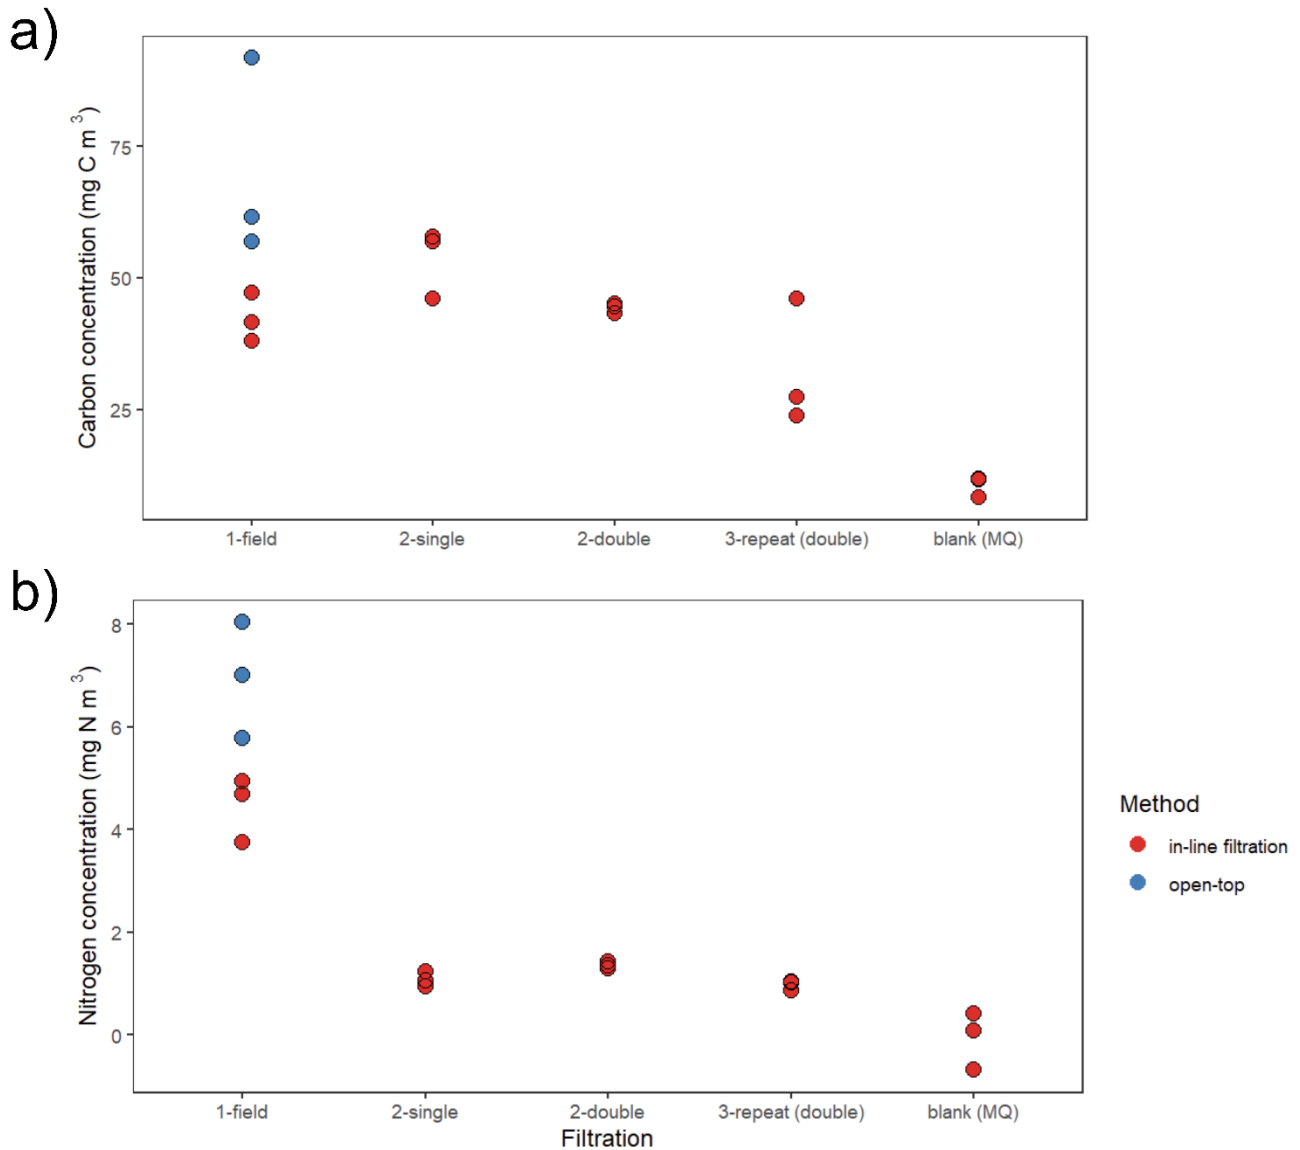 a)
Carbon concentration (mg C m ³)
75
50
25
1-field 2-single 2-double 3-repeat (double) blank (MQ)
b)
Nitrogen concentration (mg N m ³)
8
6
4
2
0
1-field 2-single 2-double 3-repeat (double) blank (MQ)
Filtration
Method
in-line filtration
open-top